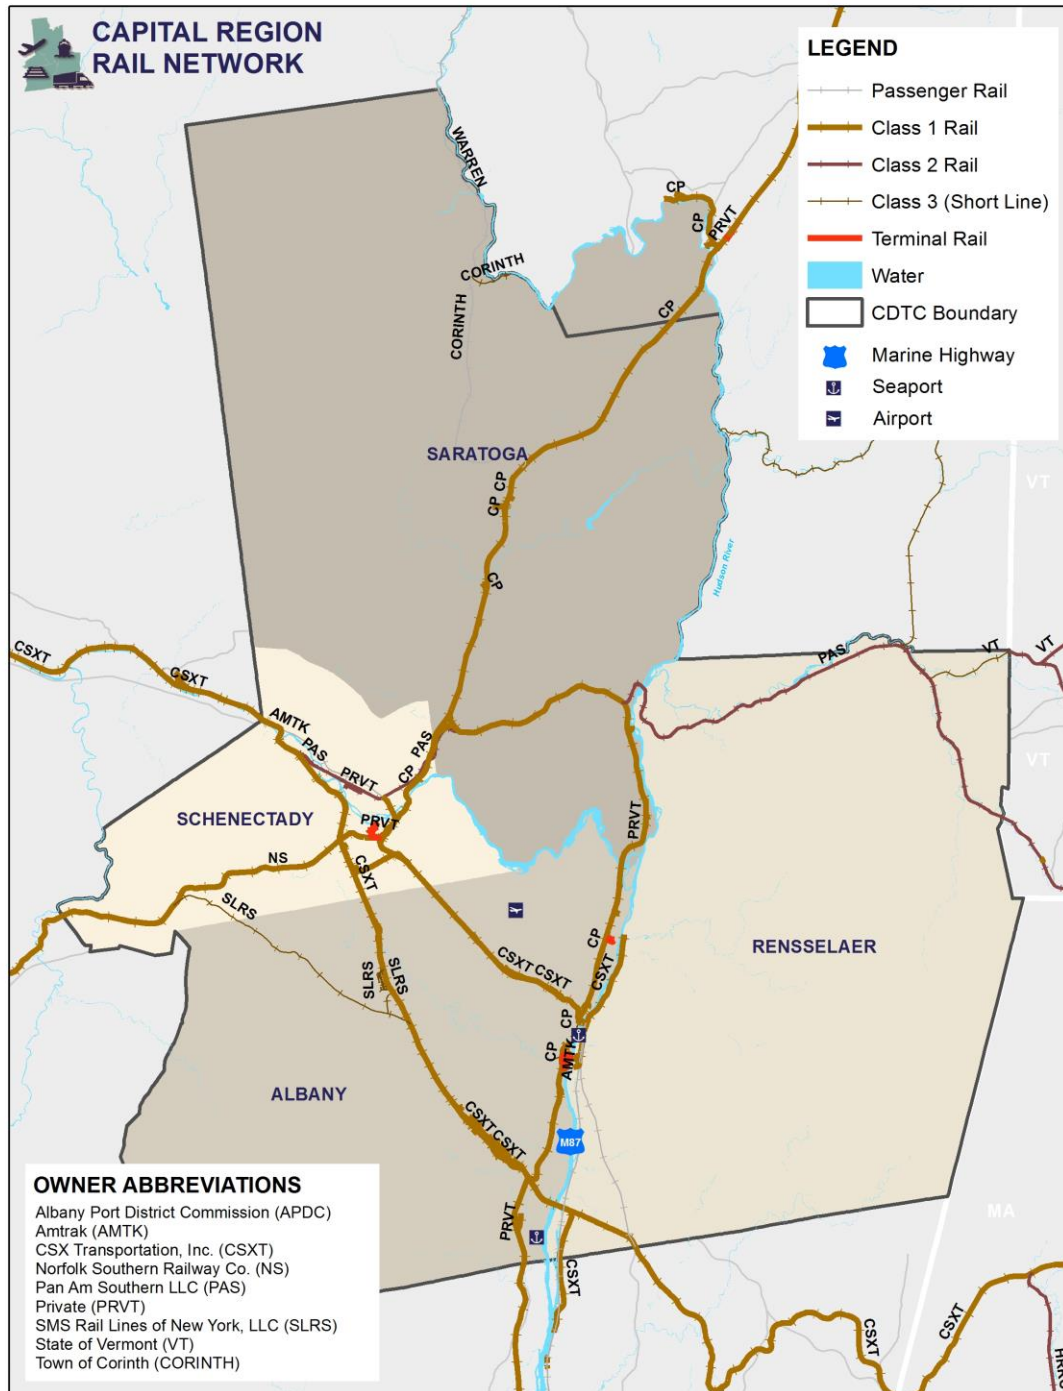 CAPITAL REGION
RAIL NETWORK
LEGEND
Passenger Rail
Class 1 Rail
Class 2 Rail
Class 3 (Short Line)
Terminal Rail
Water
CDTC Boundary
Marine Highway
Seaport
Airport
WARREN
CP
CP
PRVT
CORINTH
CORINTH
CP
SARATOGA
CP
CP
VT
CP
Hudson River
CSXT
CSXT
PAS
VT
VT
AMTK
PAS
PAS
VT
PRVT
CP
SCHENECTADY
PRVT
PRVT
NS
CSXT
SLRS
CP
RENSSELAER
CSXT
CSXT
CSXT
SLRS
SLRS
CP
CP
AMTK
ALBANY
CSXT
CSXT
M87
PRVT
MA
CSXT
CSXT
CSXT
OWNER ABBREVIATIONS
Albany Port District Commission (APDC)
Amtrak (AMTK)
CSX Transportation, Inc. (CSXT)
Norfolk Southern Railway Co. (NS)
Pan Am Southern LLC (PAS)
Private (PRVT)
SMS Rail Lines of New York, LLC (SLRS)
State of Vermont (VT)
Town of Corinth (CORINTH)